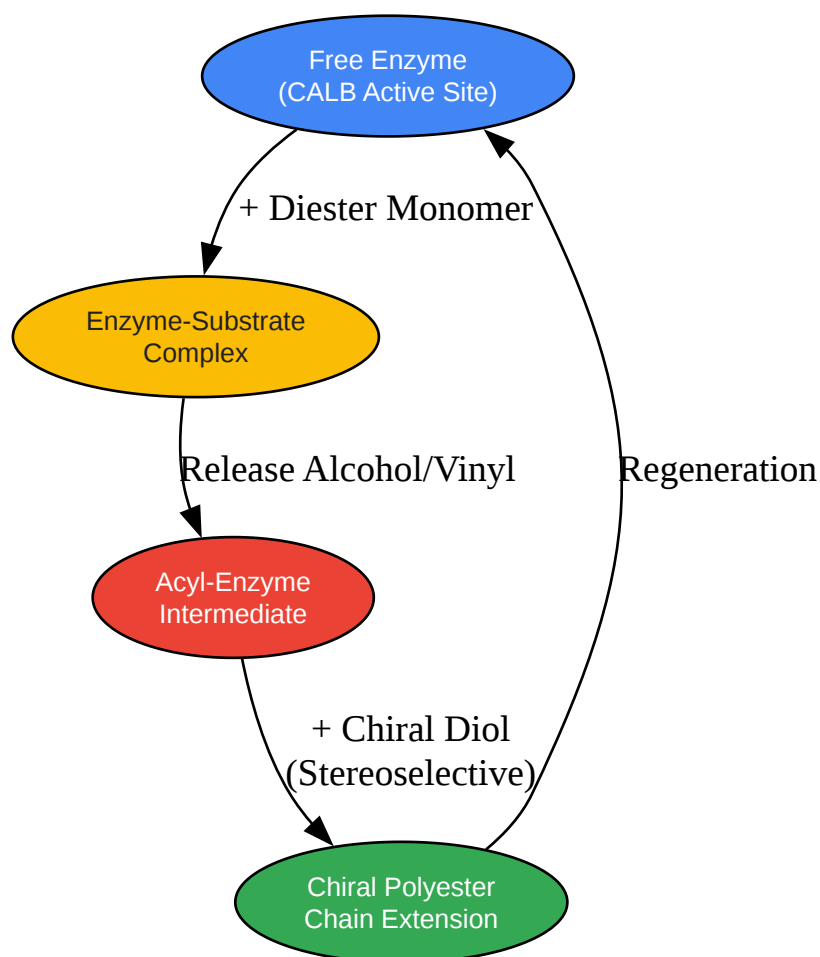 Free Enzyme
(CALB Active Site)
+ Diester Monomer
Enzyme-Substrate
Complex
Release Alcohol/Vinyl
Regeneration
Acyl-Enzyme
Intermediate
+ Chiral Diol
(Stereoselective)
Chiral Polyester
Chain Extension